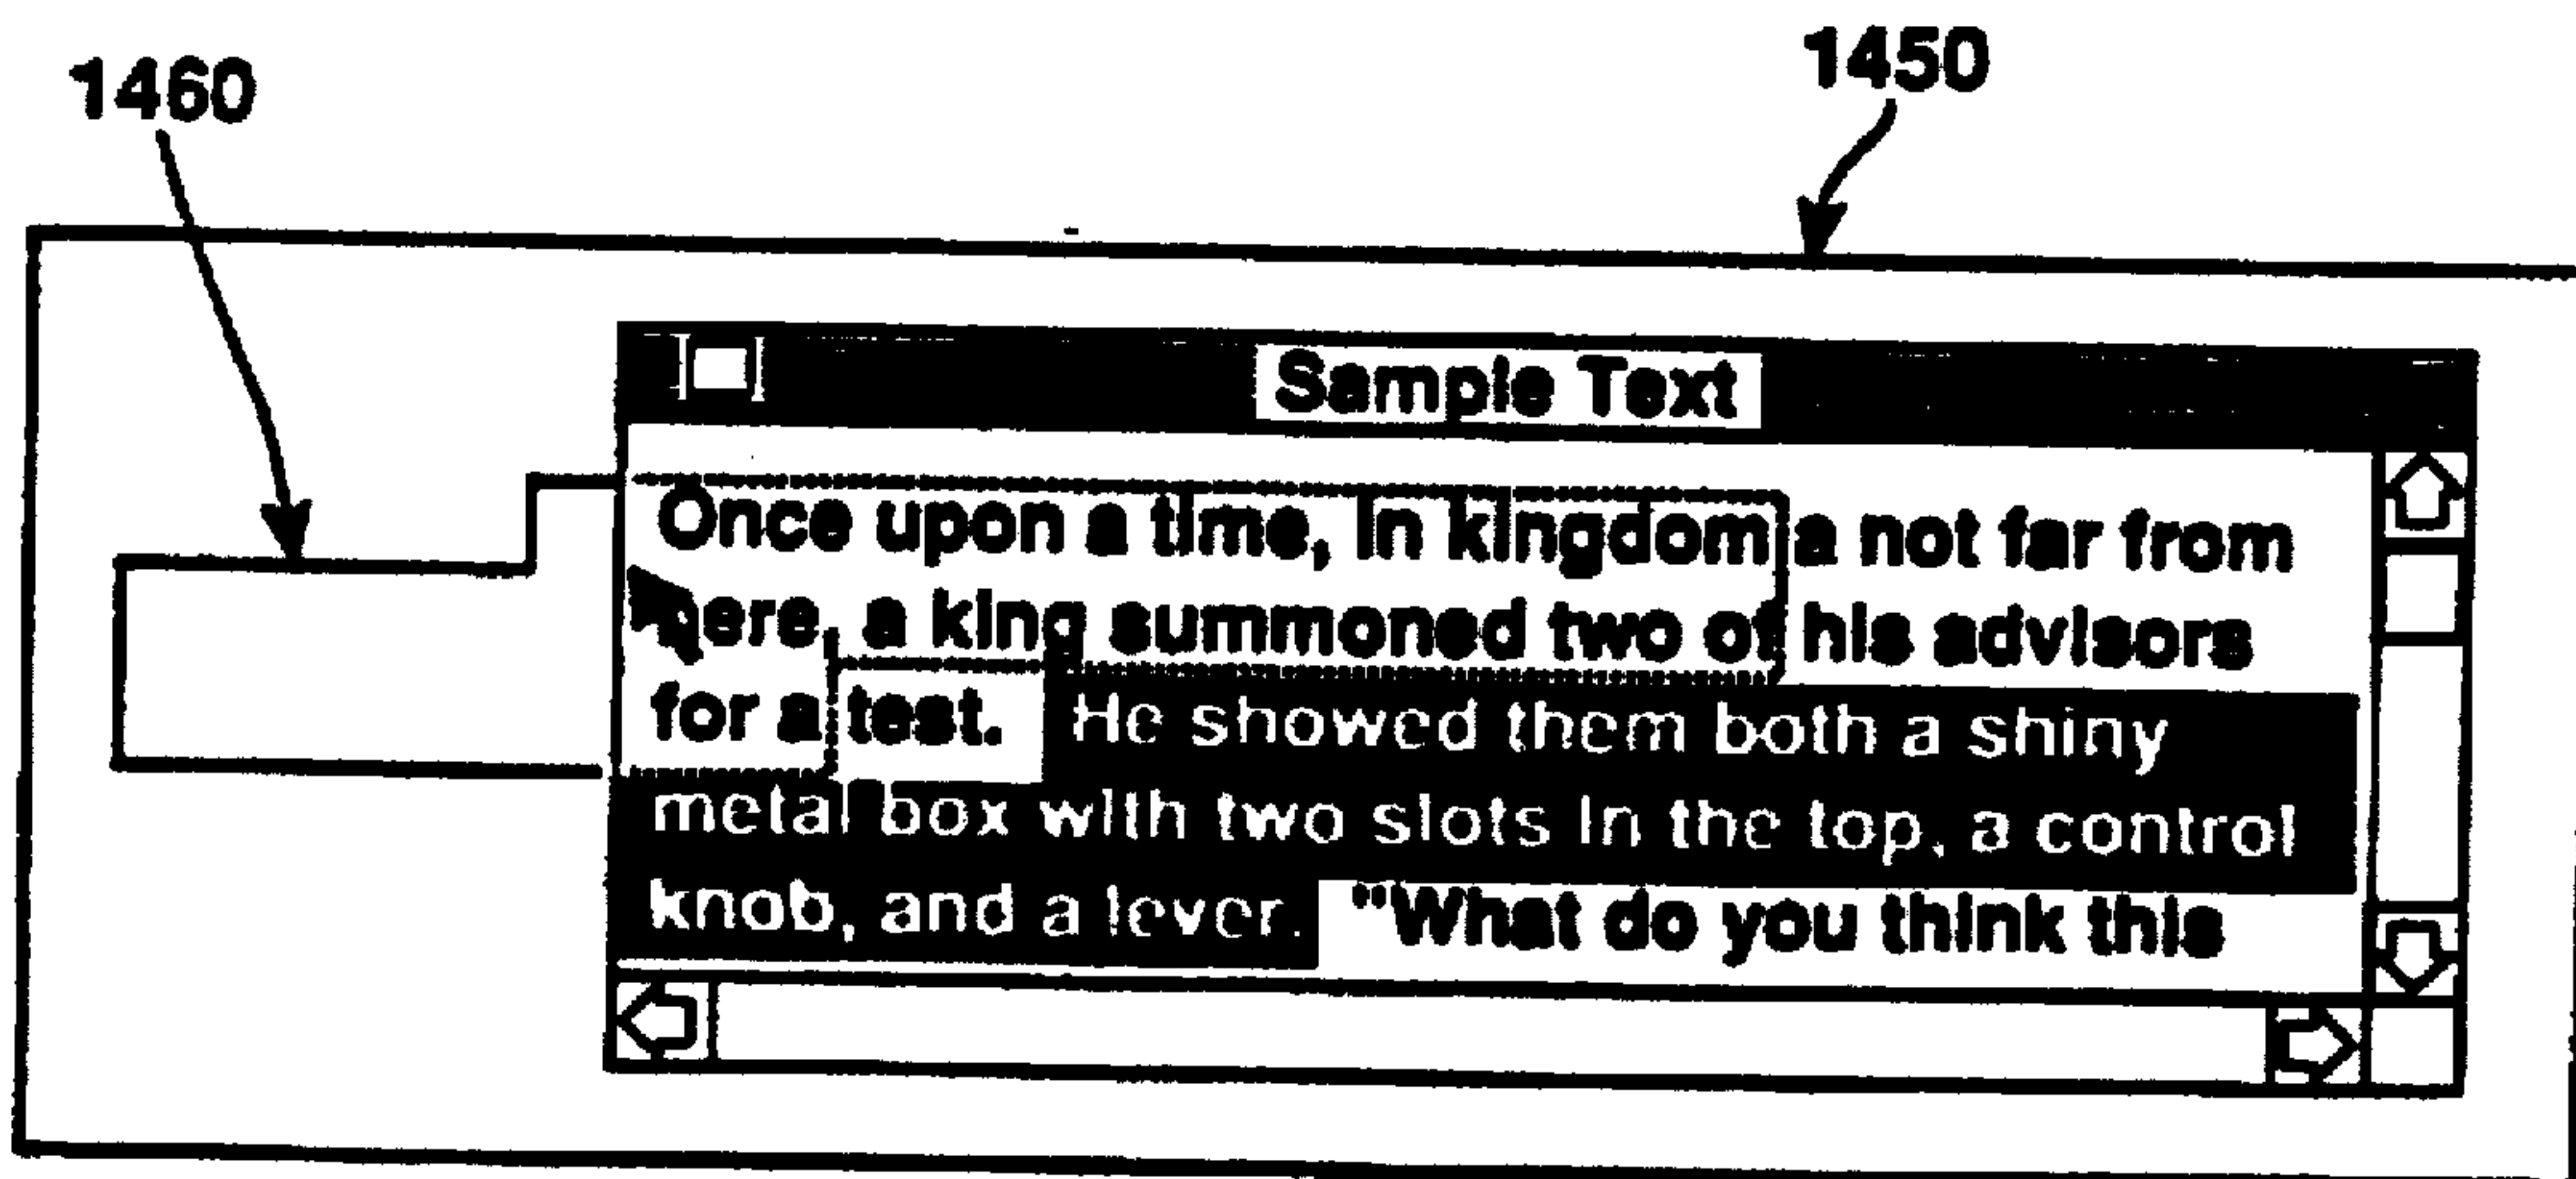 1460
1450
Sample Text
Once upon a time, in kingdom a not far from
here, a king summoned two of his advisors
for a test. He showed them both a shiny
metal box with two slots in the top, a control
knob, and a lever. "What do you think this